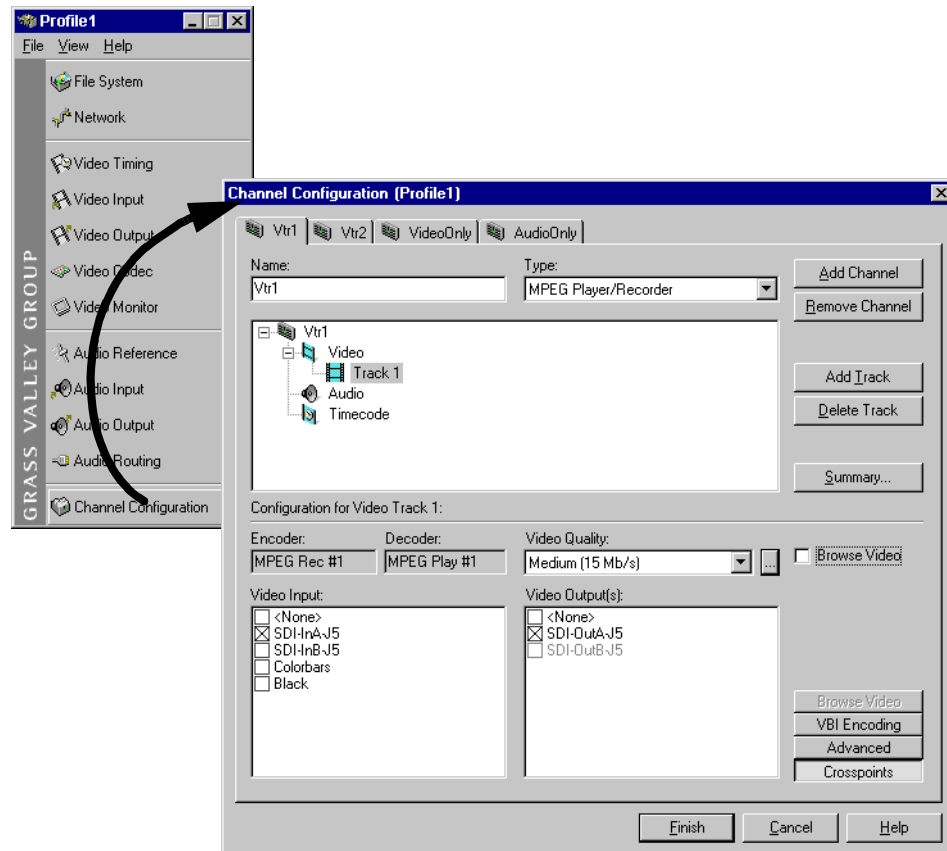 Profile1
File View Help
GRASS VALLEY GROUP
File System
Network
Video Timing
Video Input
Video Output
Video Codec
Video Monitor
Audio Reference
Audio Input
Audio Output
Audio Routing
Channel Configuration
Channel Configuration (Profile1)
Vtr1 Vtr2 VideoOnly AudioOnly
Name: Type:
Vtr1 MPEG Player/Recorder
Add Channel
Remove Channel
Vtr1
Video
Track 1
Audio
Timecode
Add Track
Delete Track
Summary...
Configuration for Video Track 1:
Encoder: Decoder: Video Quality:
MPEG Rec #1 MPEG Play #1 Medium (15 Mb/s) ... Browse Video
Video Input: Video Output(s):
<None>
SDI-InA-J5
SDI-InB-J5
Colorbars
Black
<None>
SDI-OutA-J5
SDI-OutB-J5
Browse Video
VBI Encoding
Advanced
Crosspoints
Finish Cancel Help